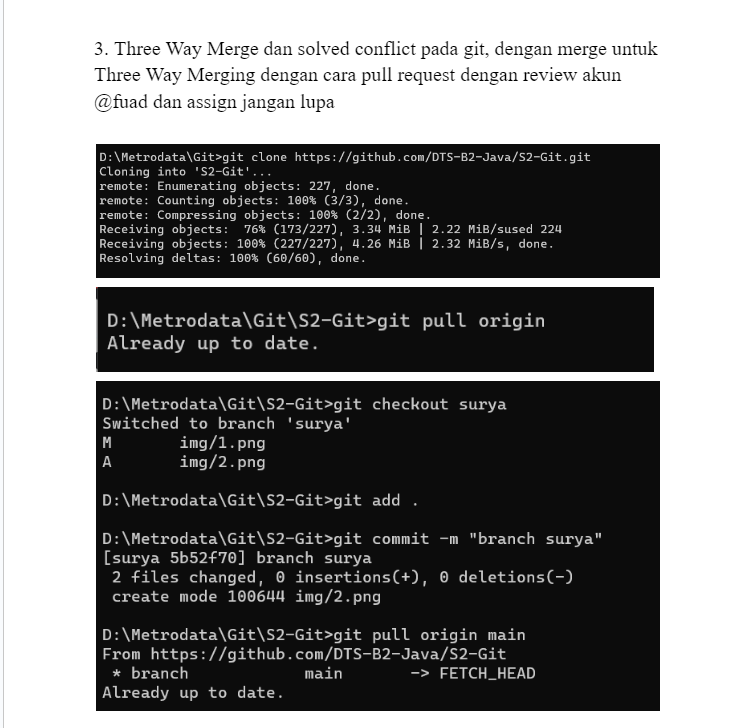 3. Three Way Merge dan solved conflict pada git, dengan merge untuk
Three Way Merging dengan cara pull request dengan review akun
@fuad dan assign jangan lupa
D:\Metrodata\Git>git clone https://github.com/DTS-B2-Java/S2-Git.git
Cloning into 'S2-Git'...
remote: Enumerating objects: 227, done.
remote: Counting objects: 100% (3/3), done.
remote: Compressing objects: 100% (2/2), done.
Receiving objects:  76% (173/227), 3.34 MiB | 2.22 MiB/sused 224
Receiving objects: 100% (227/227), 4.26 MiB | 2.32 MiB/s, done.
Resolving deltas: 100% (60/60), done.
D:\Metrodata\Git\S2-Git>git pull origin
Already up to date.
D:\Metrodata\Git\S2-Git>git checkout surya
Switched to branch 'surya'
M       img/1.png
A       img/2.png
D:\Metrodata\Git\S2-Git>git add .
D:\Metrodata\Git\S2-Git>git commit -m "branch surya"
[surya 5b52f70] branch surya
 2 files changed, 0 insertions(+), 0 deletions(-)
 create mode 100644 img/2.png
D:\Metrodata\Git\S2-Git>git pull origin main
From https://github.com/DTS-B2-Java/S2-Git
 * branch            main       -> FETCH_HEAD
Already up to date.